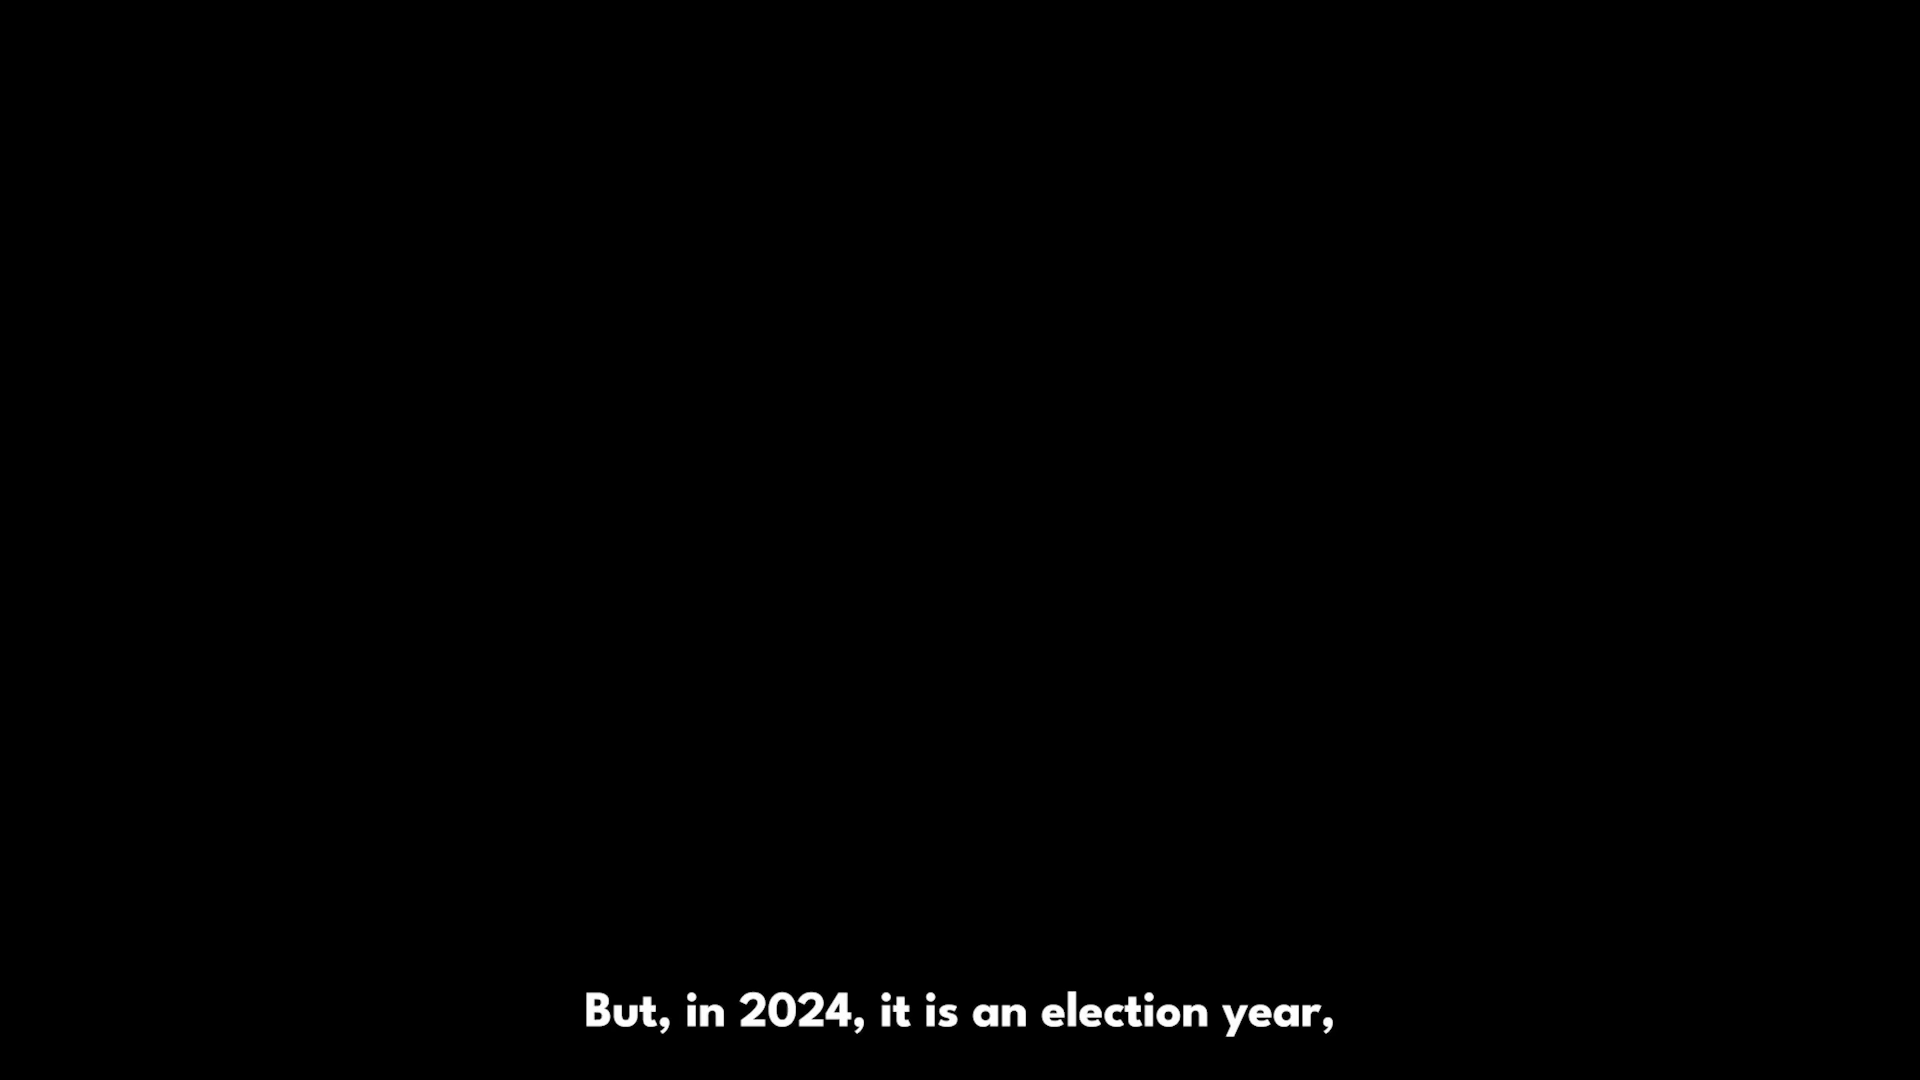 But, in 2024, it is an election year,